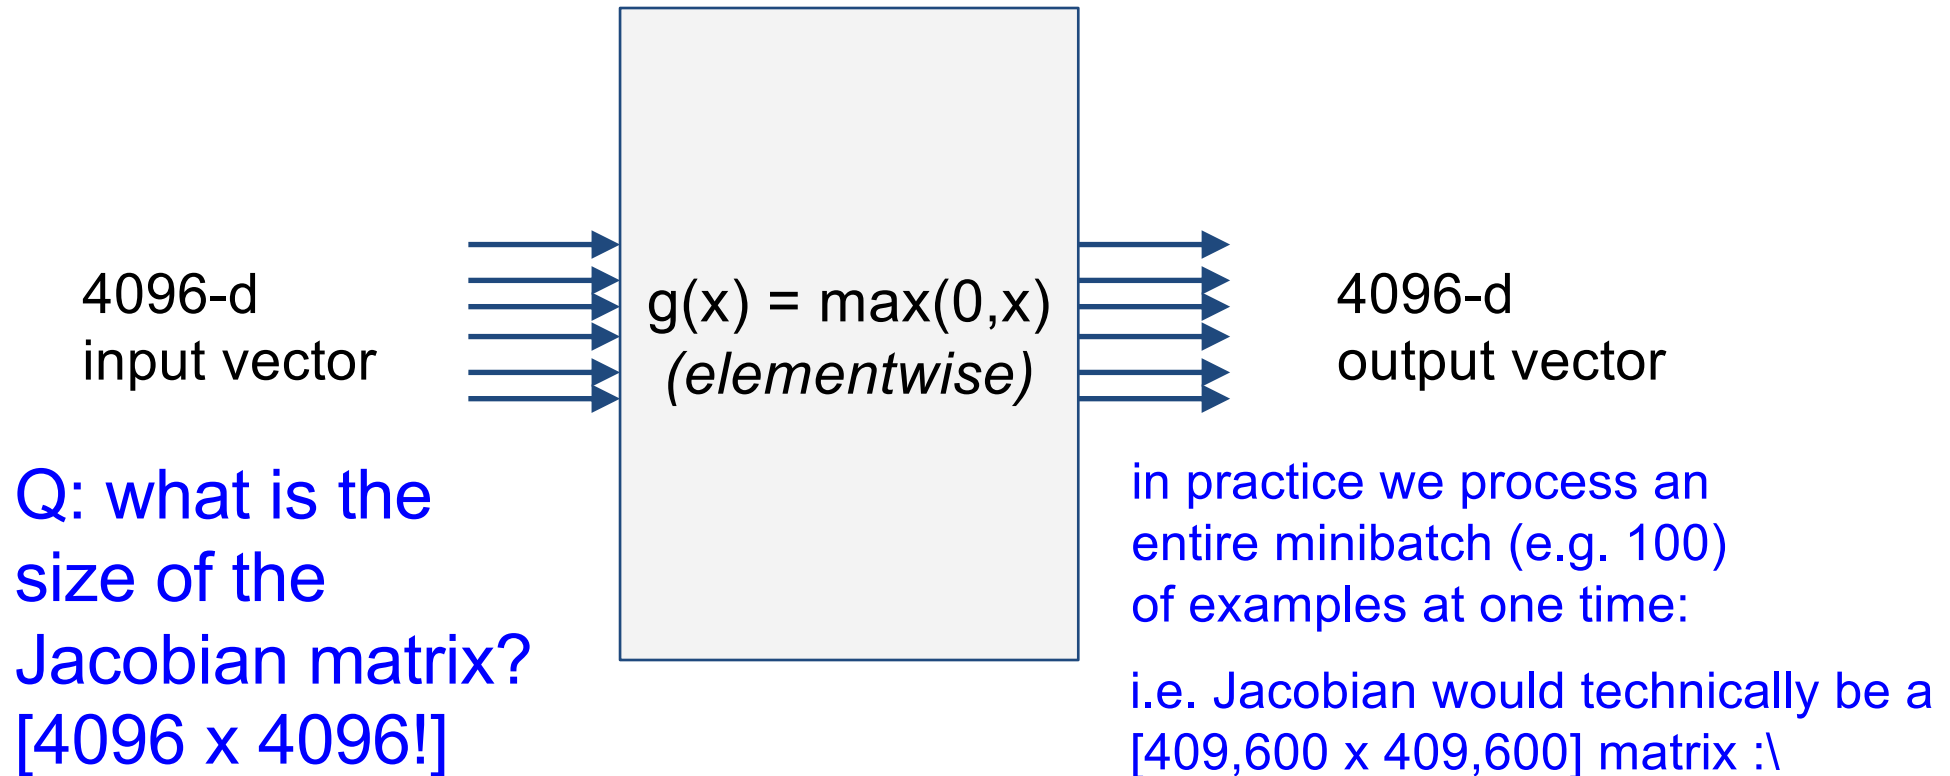 4096-d
input vector
g(x) = max(0,x)
(elementwise)
4096-d
output vector
Q: what is the
size of the
Jacobian matrix?
[4096 x 4096!]
in practice we process an
entire minibatch (e.g. 100)
of examples at one time:
i.e. Jacobian would technically be a
[409,600 x 409,600] matrix :\